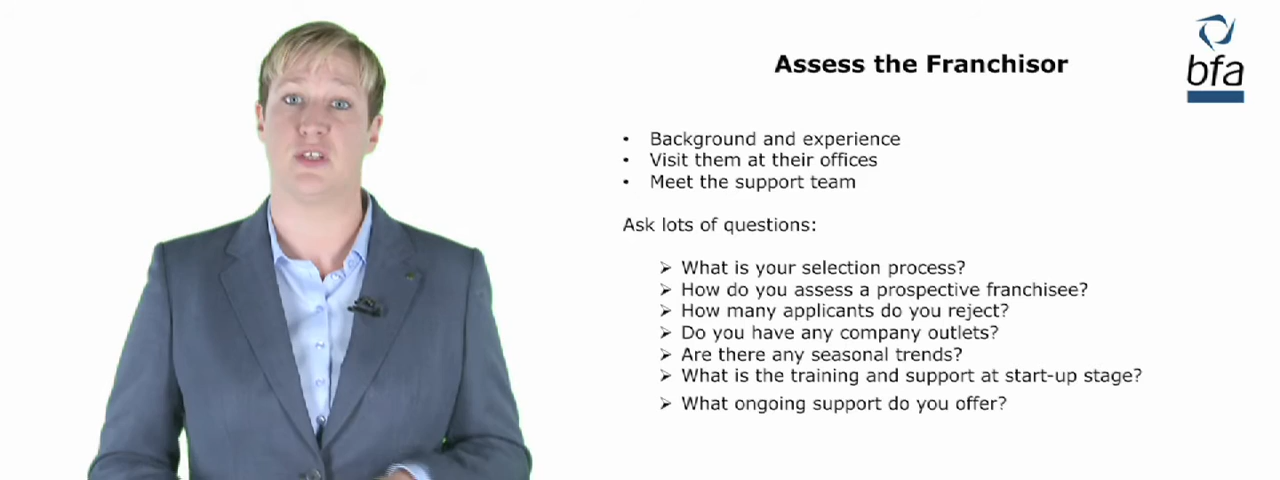 Assess the Franchisor
bfa
• Background and experience
• Visit them at their offices
• Meet the support team
Ask lots of questions:
➢ What is your selection process?
➢ How do you assess a prospective franchisee?
➢ How many applicants do you reject?
➢ Do you have any company outlets?
➢ Are there any seasonal trends?
➢ What is the training and support at start-up stage?
➢ What ongoing support do you offer?